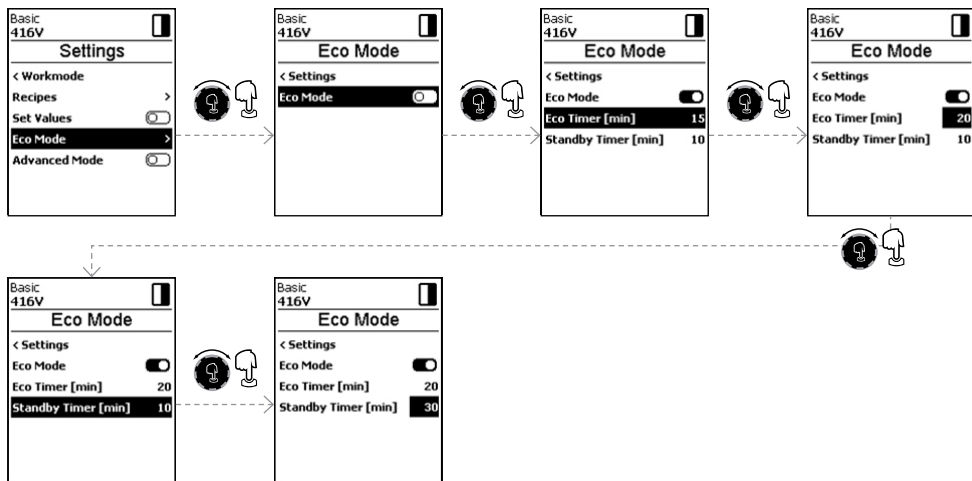 Basic
416V
Settings
< Workmode
Recipes >
Set Values
Eco Mode >
Advanced Mode
Basic
416V
Eco Mode
< Settings
Eco Mode
Basic
416V
Eco Mode
< Settings
Eco Mode
Eco Timer [min] 15
Standby Timer [min] 10
Basic
416V
Eco Mode
< Settings
Eco Mode
Eco Timer [min] 20
Standby Timer [min] 10
Basic
416V
Eco Mode
< Settings
Eco Mode
Eco Timer [min] 20
Standby Timer [min] 10
Basic
416V
Eco Mode
< Settings
Eco Mode
Eco Timer [min] 20
Standby Timer [min] 30